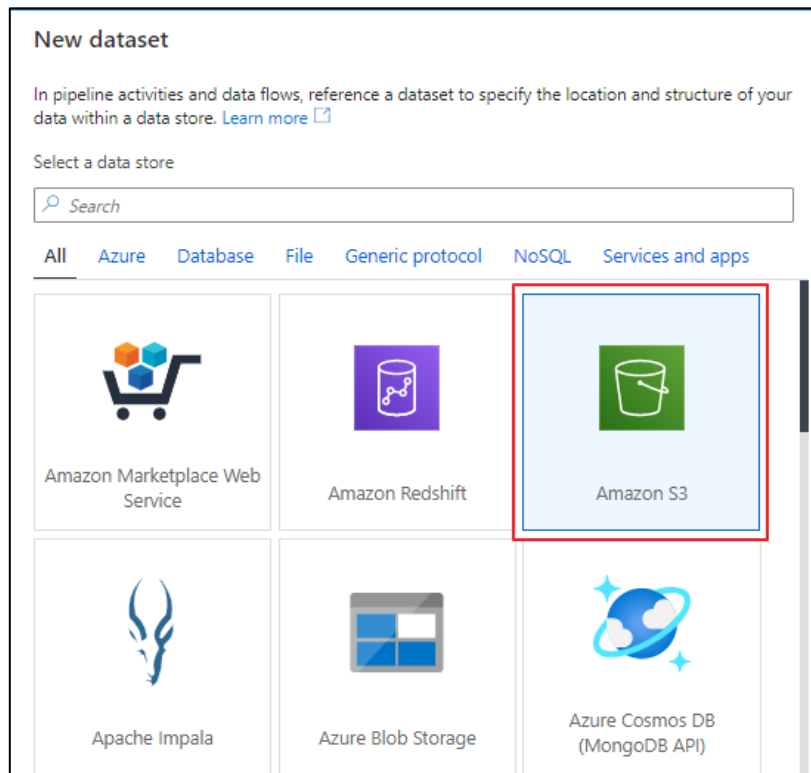 New dataset
In pipeline activities and data flows, reference a dataset to specify the location and structure of your
data within a data store. Learn more
Select a data store
Search
All Azure Database File Generic protocol NoSQL Services and apps
Amazon Marketplace Web
Service
Amazon Redshift
Amazon S3
Apache Impala
Azure Blob Storage
Azure Cosmos DB
(MongoDB API)